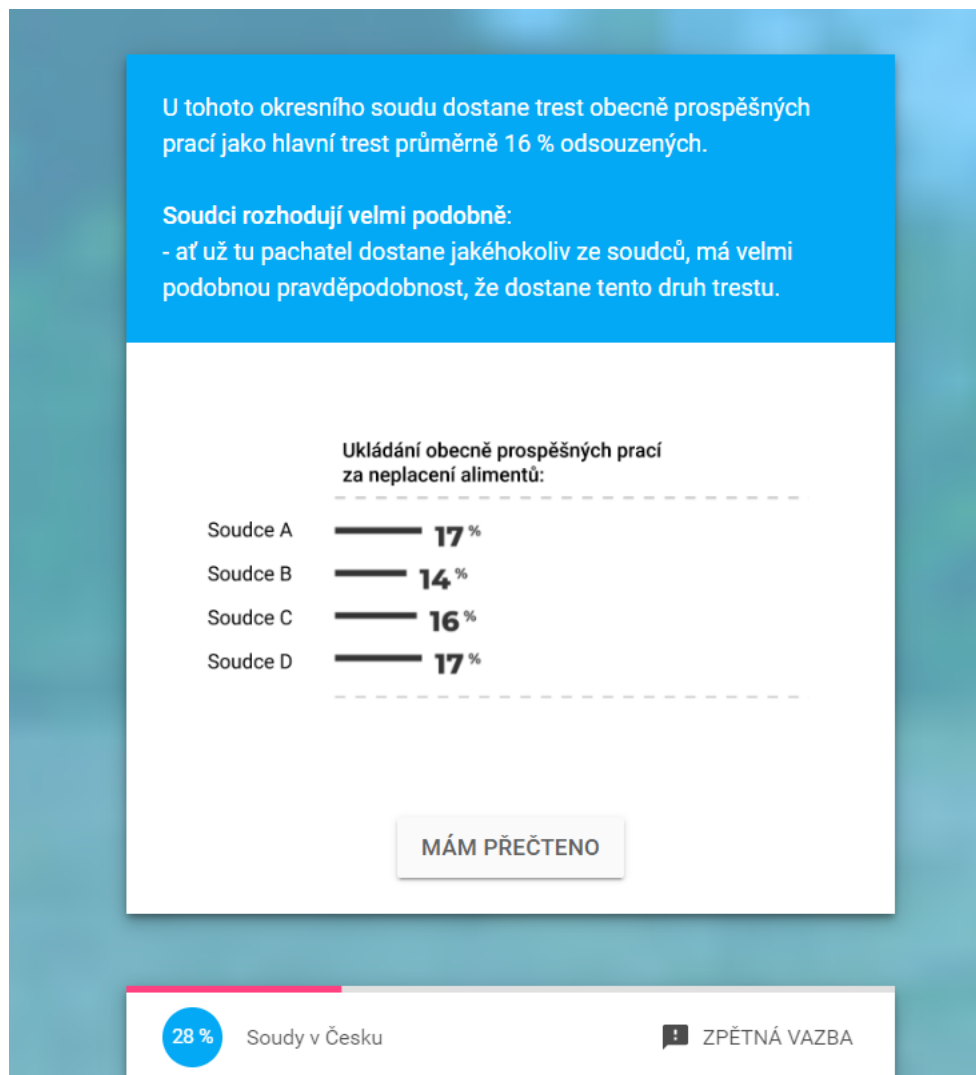 U tohoto okresního soudu dostane trest obecně prospěšných
prací jako hlavní trest průměrně 16 % odsouzených.
Soudci rozhodují velmi podobně:
- ať už tu pachatel dostane jakéhokoliv ze soudců, má velmi
podobnou pravděpodobnost, že dostane tento druh trestu.
Ukládání obecně prospěšných prací
za neplacení alimentů:
Soudce A 17 %
Soudce B 14 %
Soudce C 16 %
Soudce D 17 %
MÁM PŘEČTENO
28 % Soudy v Česku ZPĚTNÁ VAZBA